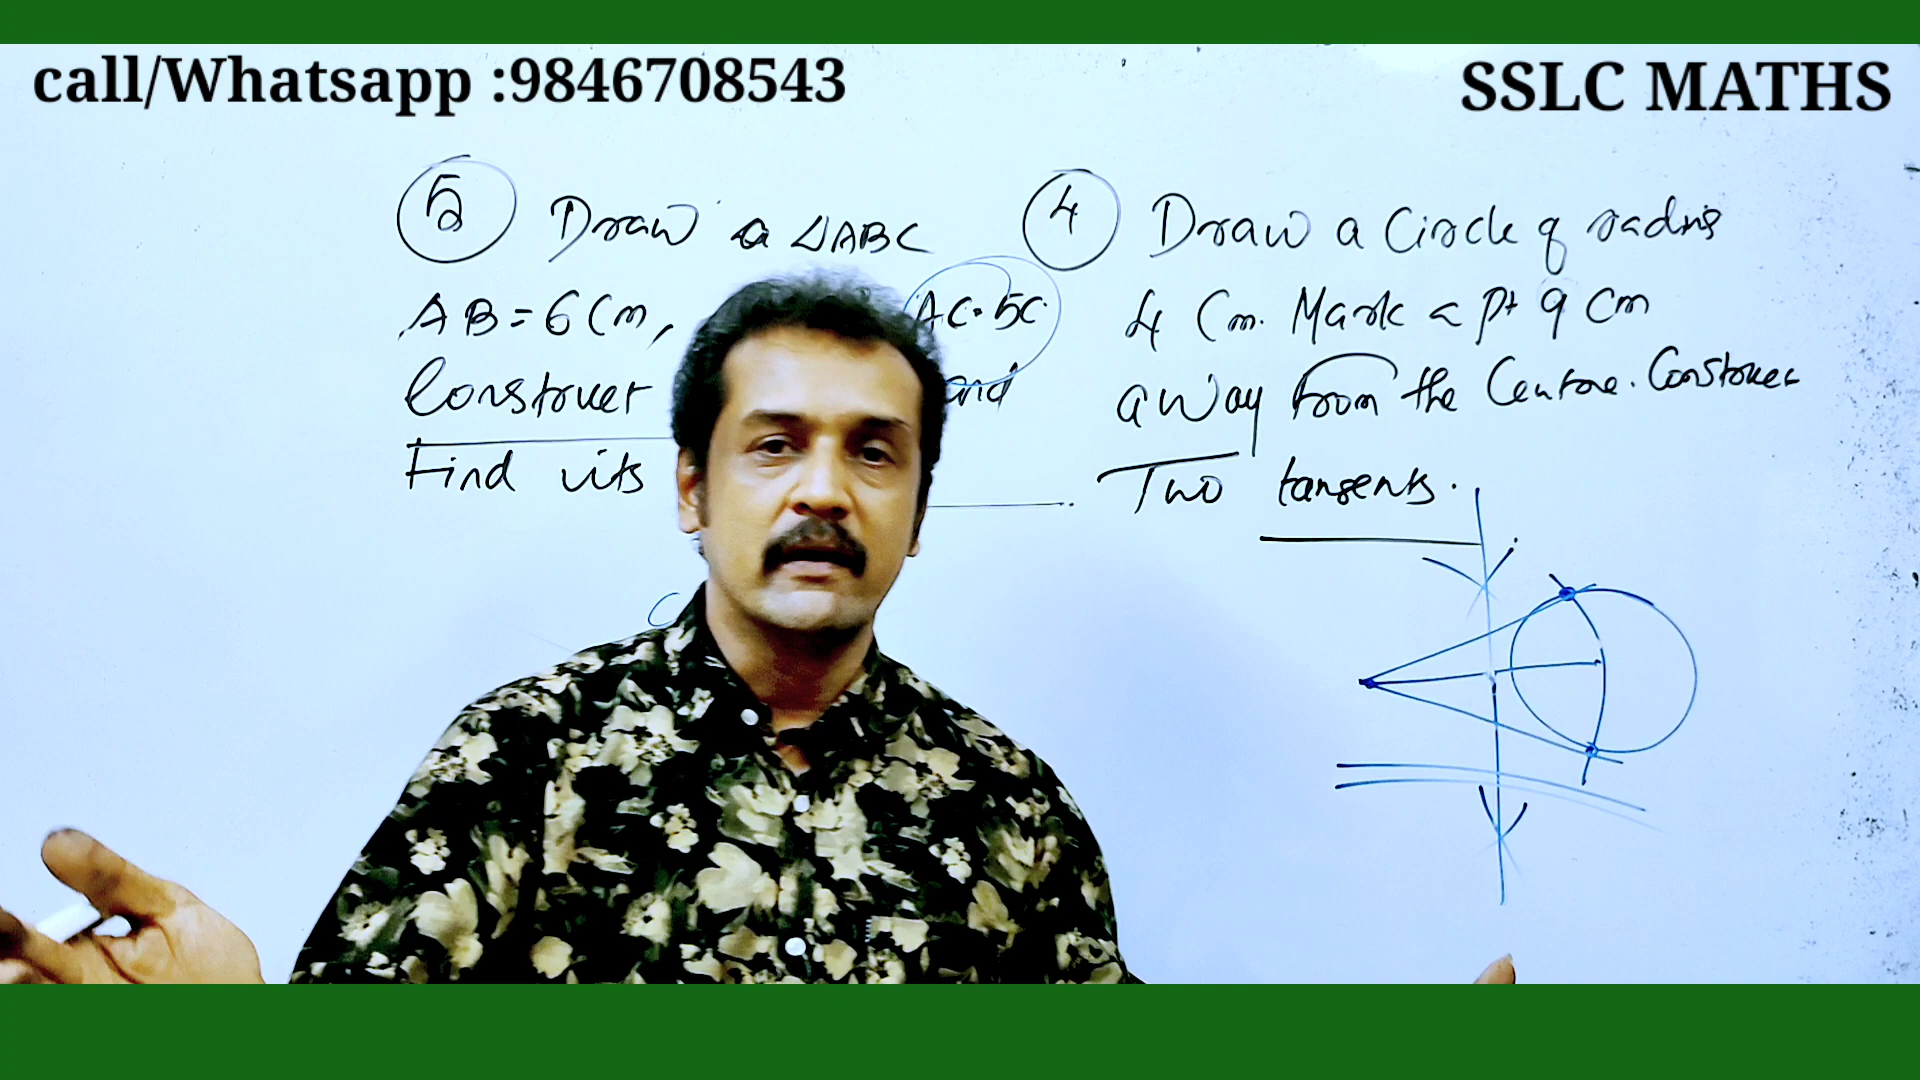 call/Whatsapp :9846708543
SSLC MATHS
5 Draw a ΔABC
AB = 6 Cm, AC = 5C
Construct and
Find its
4 Draw a Circle of radius
4 Cm. Mark a pt 9 Cm
away from the Centre. Construct
Two tangents.